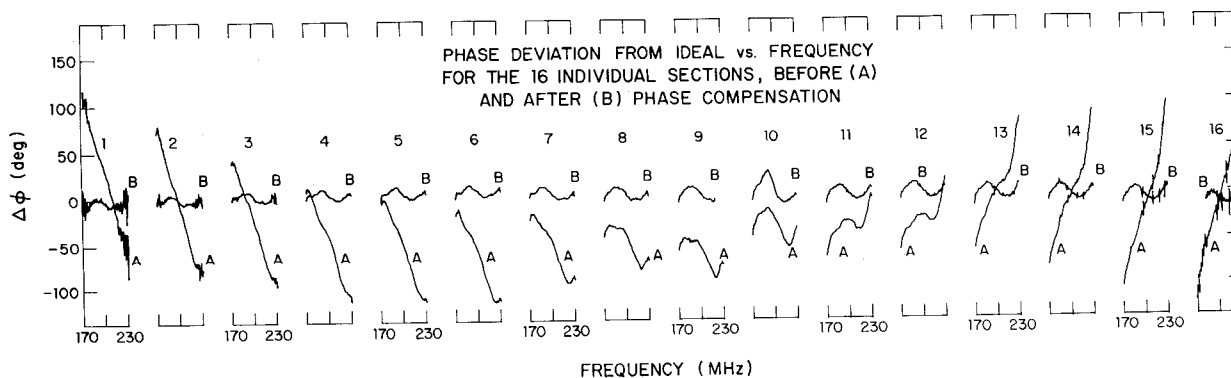 PHASE DEVIATION FROM IDEAL vs. FREQUENCY
FOR THE 16 INDIVIDUAL SECTIONS, BEFORE (A)
AND AFTER (B) PHASE COMPENSATION
150
100
50
0
-50
-100
Δϕ (deg)
1 2 3 4 5 6 7 8 9 10 11 12 13 14 15 16
B B B B B B B B B B B B B B B B
A A A A A A A A A A A A A A A A
170 230 170 230 170 230 170 230 170 230 170 230 170 230 170 230
FREQUENCY (MHz)